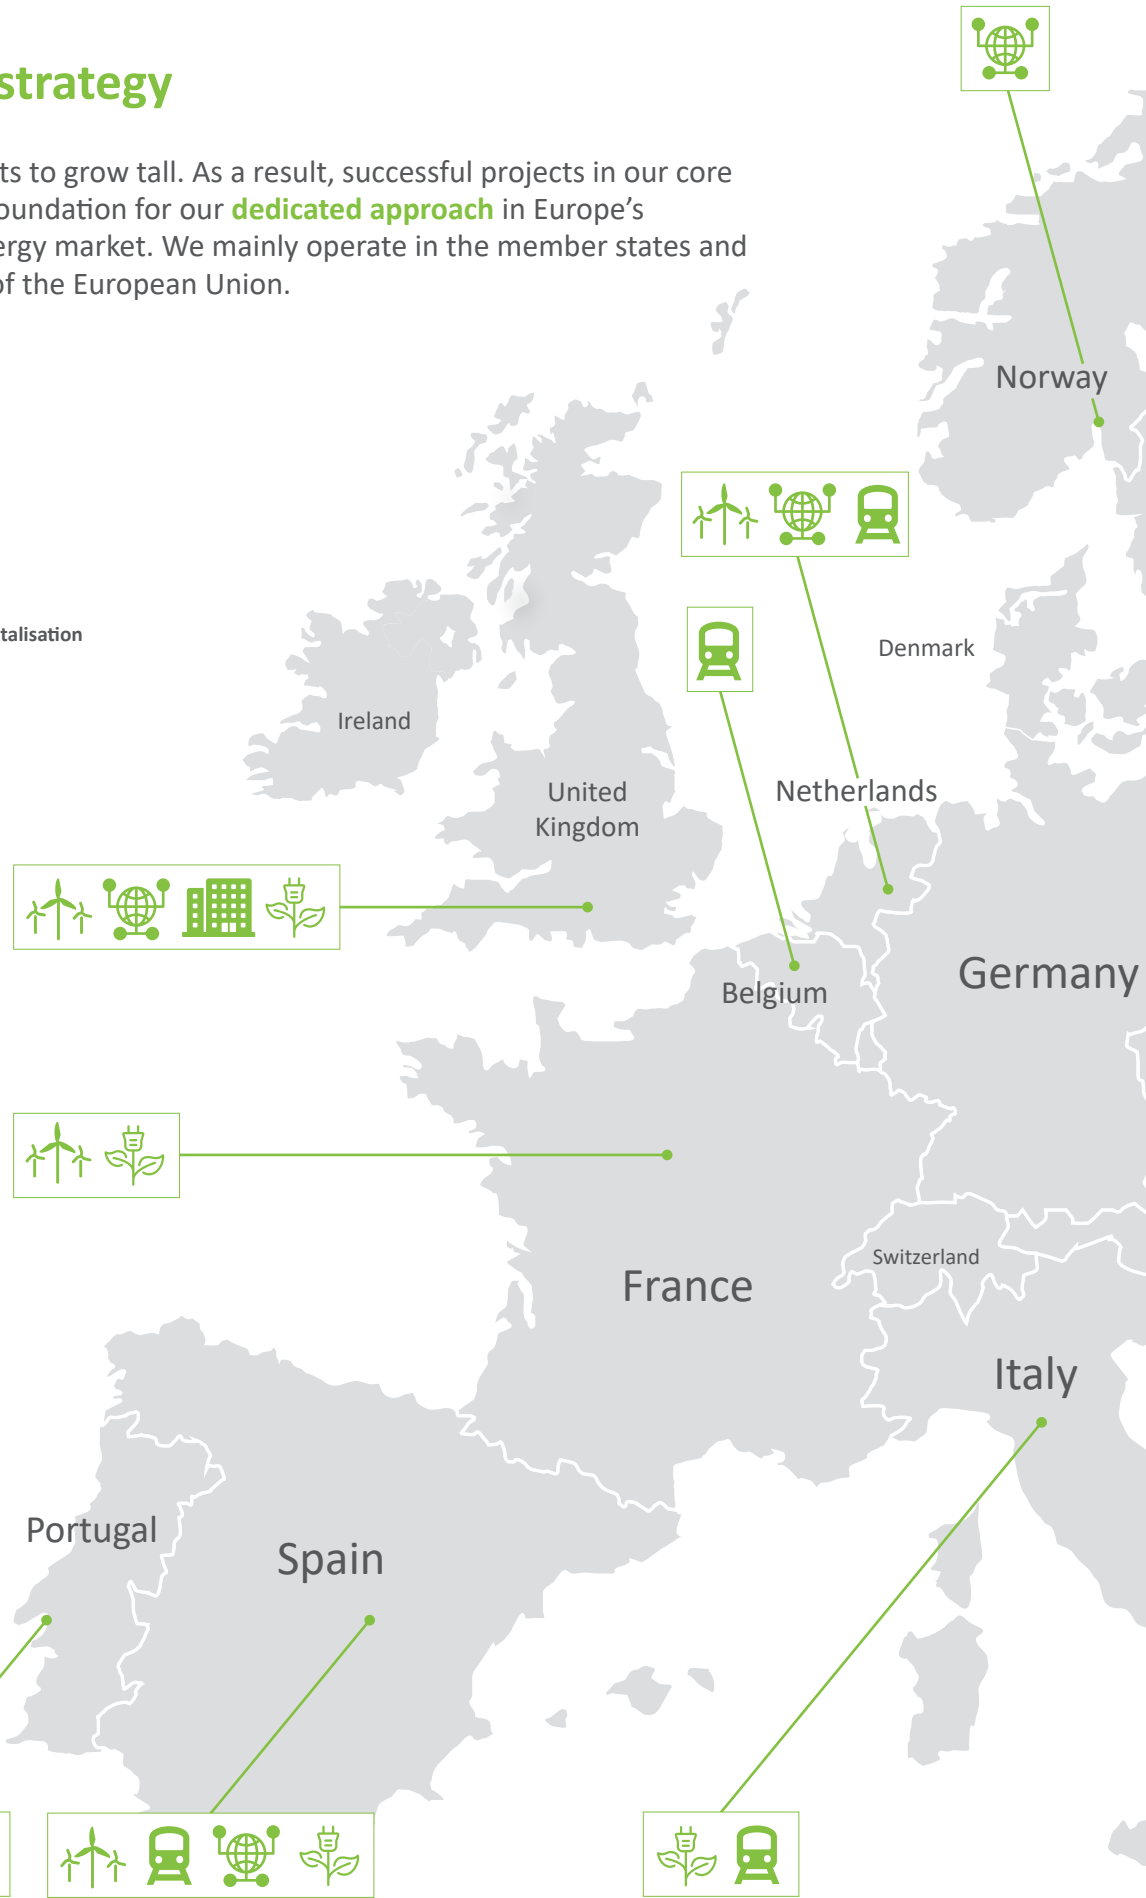 strategy
ts to grow tall. As a result, successful projects in our core
oundation for our dedicated approach in Europe's
ergy market. We mainly operate in the member states and
of the European Union.
Norway
talisation
Denmark
Ireland
United
Kingdom
Netherlands
Germany
Belgium
Switzerland
France
Italy
Portugal
Spain